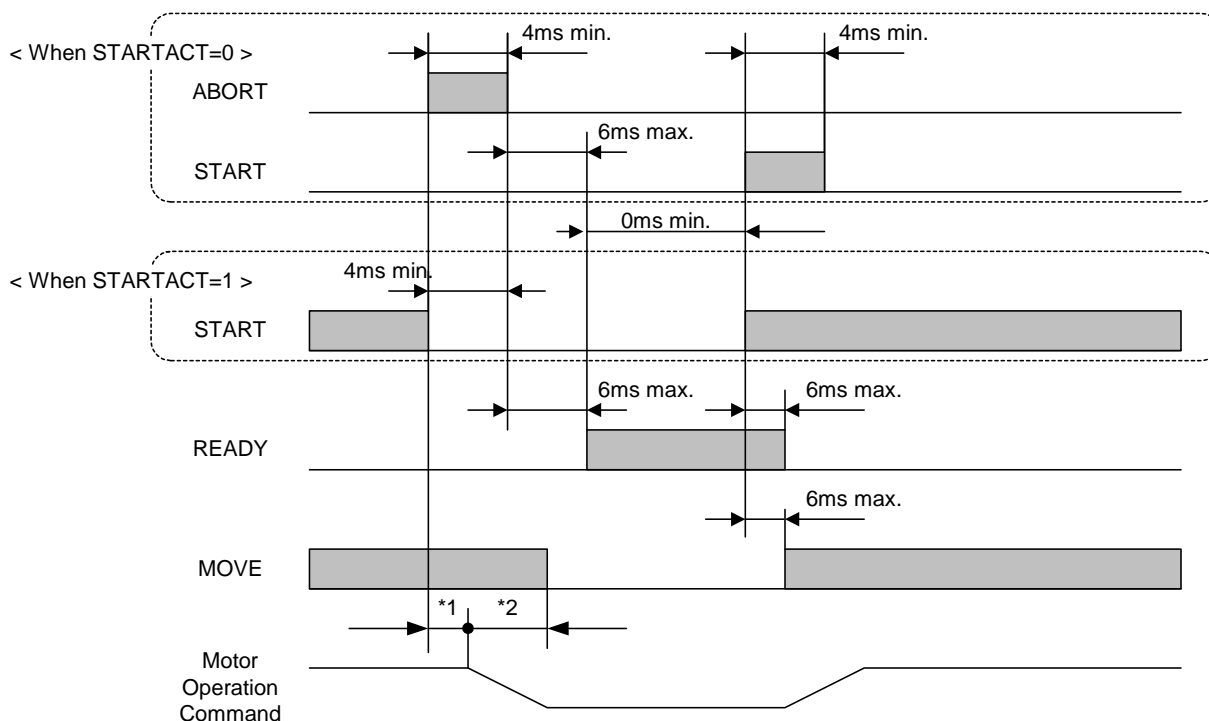 4ms min.
4ms min.
< When STARTACT=0 >
ABORT
6ms max.
START
0ms min.
< When STARTACT=1 >
4ms min.
START
6ms max.
6ms max.
READY
6ms max.
MOVE
*1
*2
Motor
Operation
Command